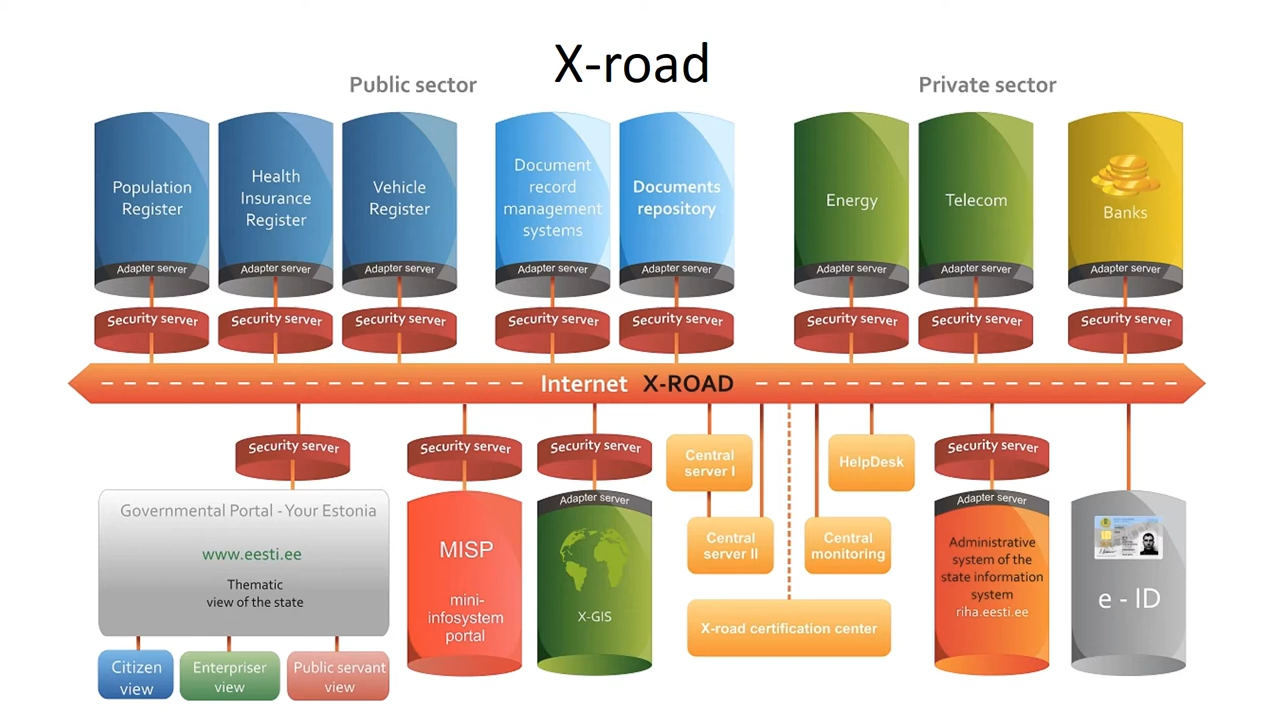 X-road
Public sector
Private sector
Population
Register
Health
Insurance
Register
Vehicle
Register
Document
record
management
systems
Documents
repository
Energy
Telecom
Banks
Adapter server
Adapter server
Adapter server
Adapter server
Adapter server
Adapter server
Adapter server
Adapter server
Security server
Security server
Security server
Security server
Security server
Security server
Security server
Security server
Internet X-ROAD
Security server
Security server
Security server
Central
server I
HelpDesk
Security server
Governmental Portal - Your Estonia
www.eesti.ee
Thematic
view of the state
Citizen
view
Enterpriser
view
Public servant
view
MISP
mini-
infosystem
portal
Adapter server
X-GIS
Central
server II
Central
monitoring
X-road certification center
Adapter server
Administrative
system of the
state information
system
riha.eesti.ee
e - ID